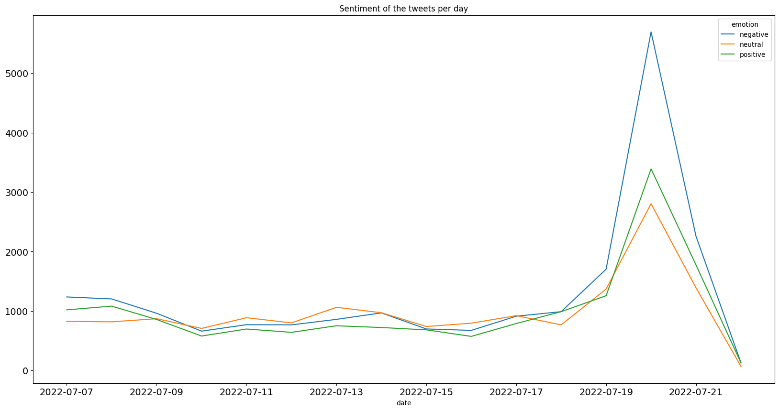 Sentiment of the tweets per day
emotion
negative
neutral
positive
5000
4000
3000
2000
1000
0
2022-07-07 2022-07-09 2022-07-11 2022-07-13 2022-07-15 2022-07-17 2022-07-19 2022-07-21
date